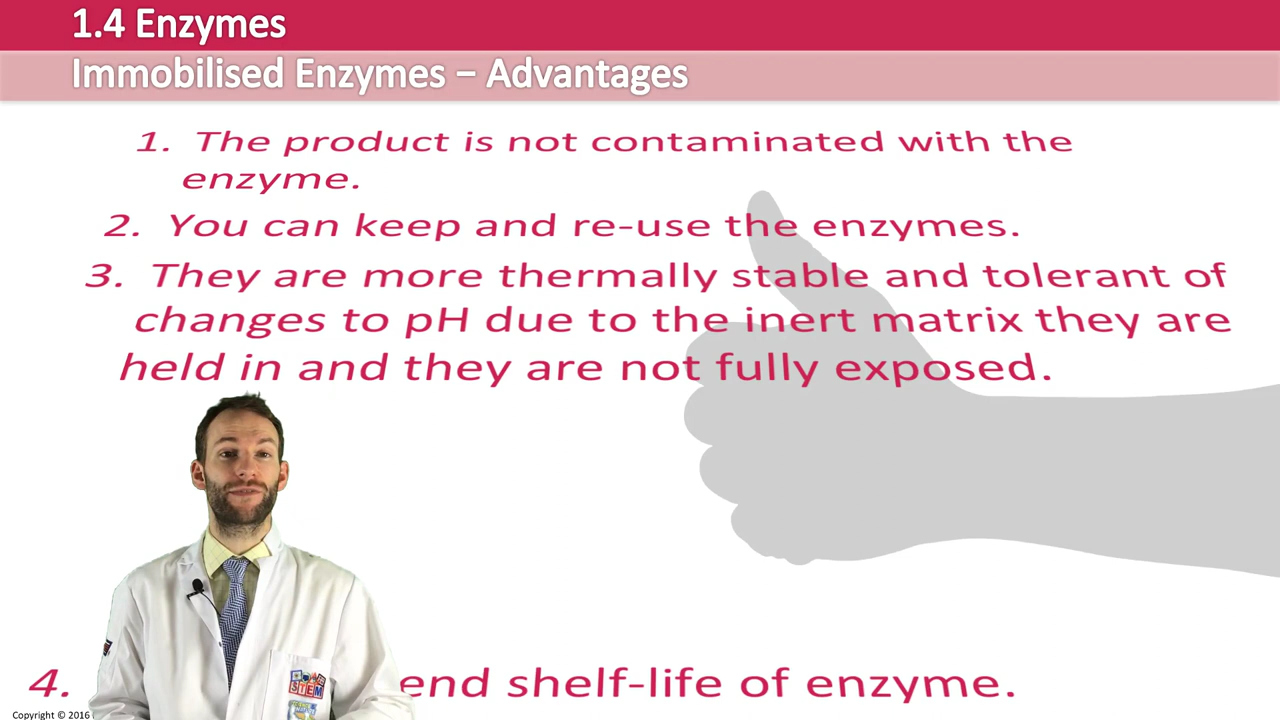 1.4 Enzymes
Immobilised Enzymes – Advantages
1. The product is not contaminated with the
enzyme.
2. You can keep and re-use the enzymes.
3. They are more thermally stable and tolerant of
changes to pH due to the inert matrix they are
held in and they are not fully exposed.
STEM
4. end shelf-life of enzyme.
Copyright © 2016